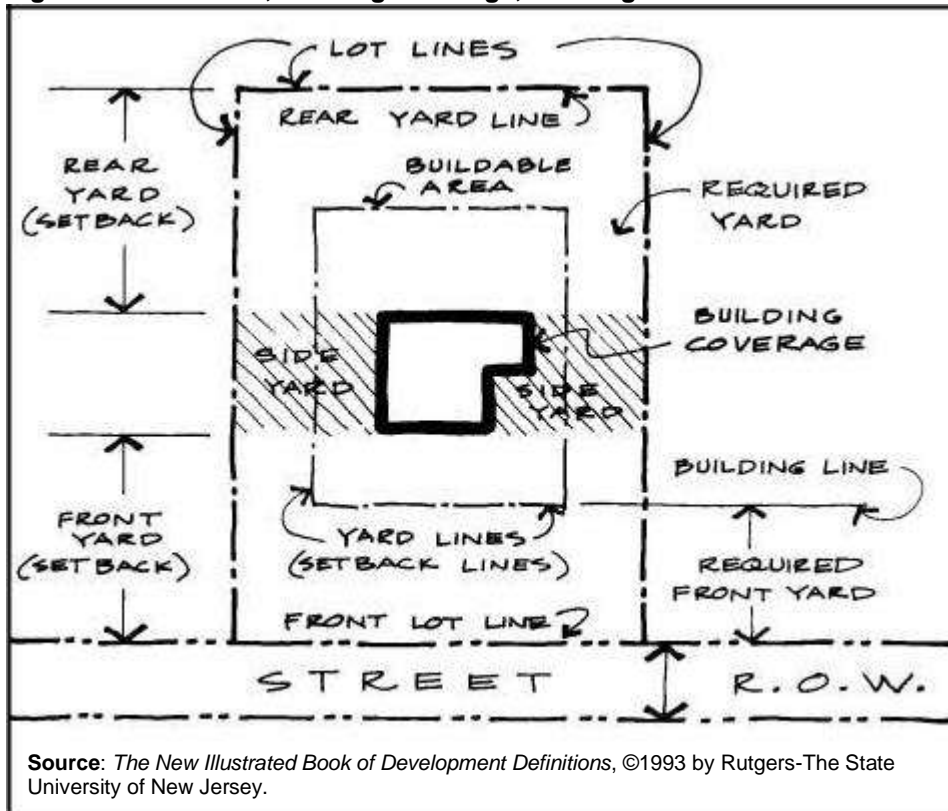 LOT LINES
REAR YARD LINE
BUILDABLE
AREA
REAR
YARD
(SETBACK)
REQUIRED
YARD
BUILDING
COVERAGE
SIDE
YARD
SIDE
YARD
BUILDING LINE
FRONT
YARD
(SETBACK)
YARD LINES
(SETBACK LINES)
REQUIRED
FRONT YARD
FRONT LOT LINE
STREET R.O.W.
Source: The New Illustrated Book of Development Definitions, ©1993 by Rutgers-The State
University of New Jersey.